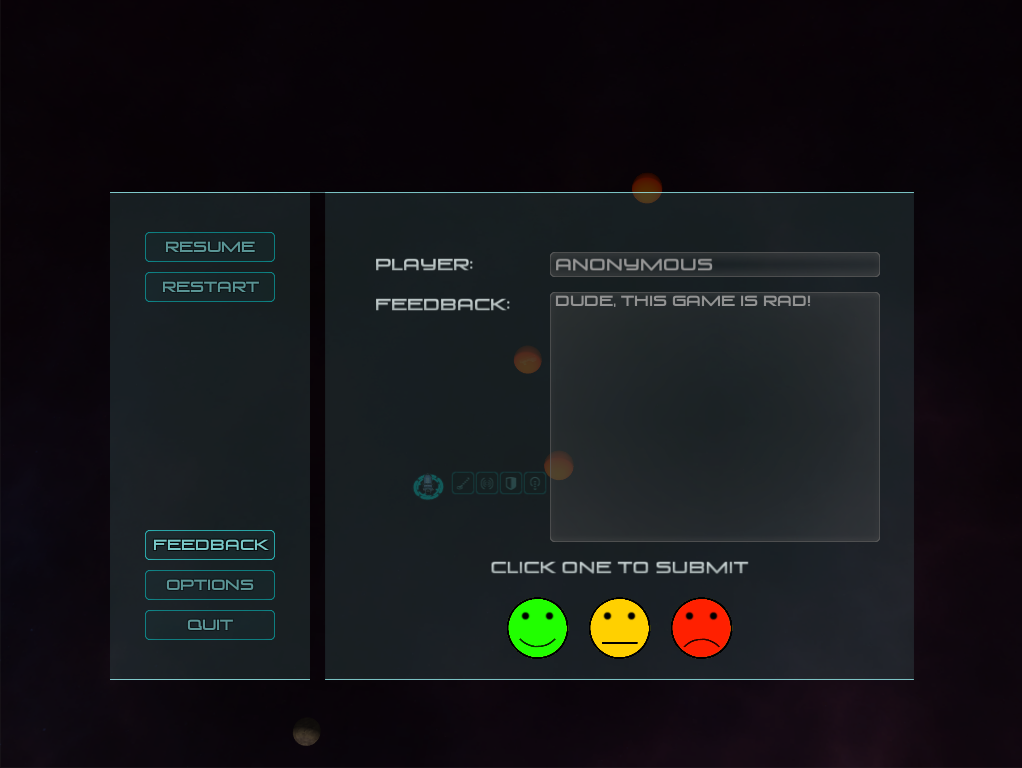 RESUME
RESTART
PLAYER: ANONYMOUS
FEEDBACK: DUDE, THIS GAME IS RAD!
FEEDBACK
OPTIONS
QUIT
CLICK ONE TO SUBMIT